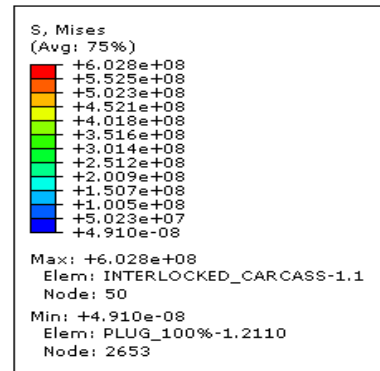 S, Mises
(Avg: 75%)
+6.028e+08
+5.525e+08
+5.023e+08
+4.521e+08
+4.018e+08
+3.516e+08
+3.014e+08
+2.512e+08
+2.009e+08
+1.507e+08
+1.005e+08
+5.023e+07
+4.910e-08
Max: +6.028e+08
Elem: INTERLOCKED_CARCASS-1.1
Node: 50
Min: +4.910e-08
Elem: PLUG_100%-1.2110
Node: 2653